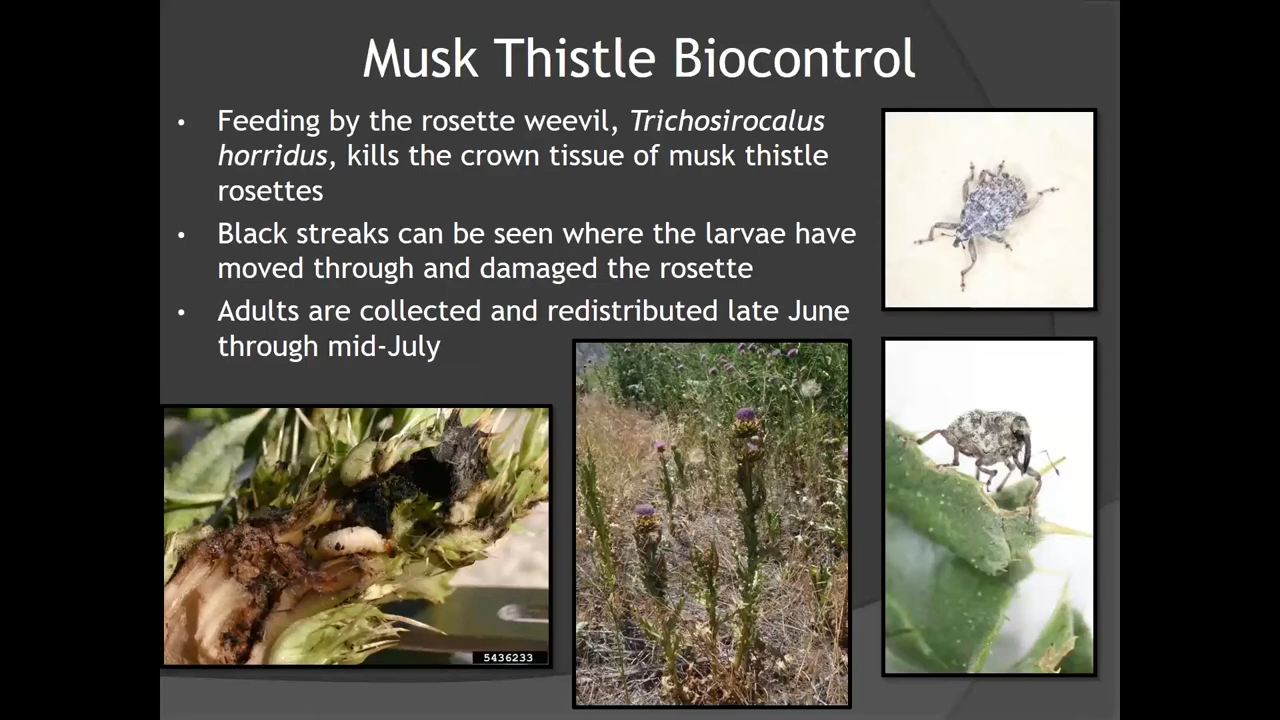 Musk Thistle Biocontrol
• Feeding by the rosette weevil, Trichosirocalus
horridus, kills the crown tissue of musk thistle
rosettes
• Black streaks can be seen where the larvae have
moved through and damaged the rosette
• Adults are collected and redistributed late June
through mid-July
5436233